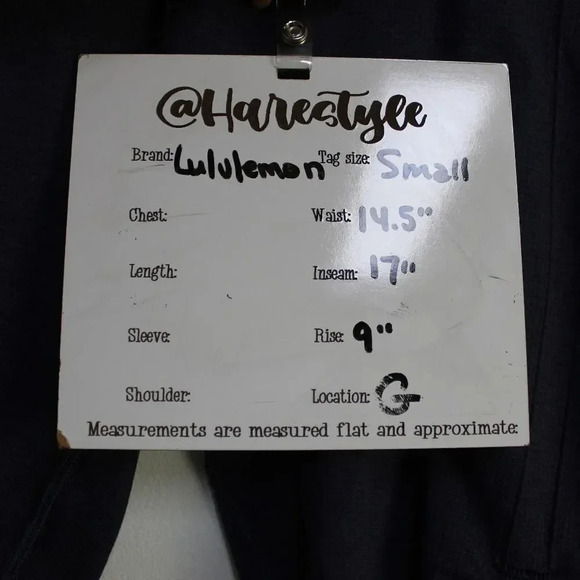 @Harestyle
Brand: Lululemon Tag size: Small
Chest: Waist: 14.5"
Length: Inseam: 17"
Sleeve: Rise: 9"
Shoulder: Location: G
Measurements are measured flat and approximate.